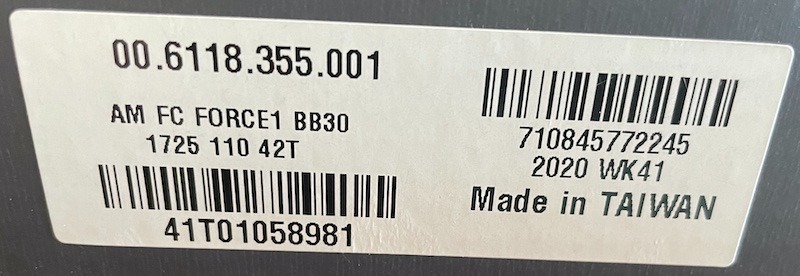 00.6118.355.001
AM FC FORCE1 BB30
1725 110 42T
41T01058981
710845772245
2020 WK41
Made in TAIWAN